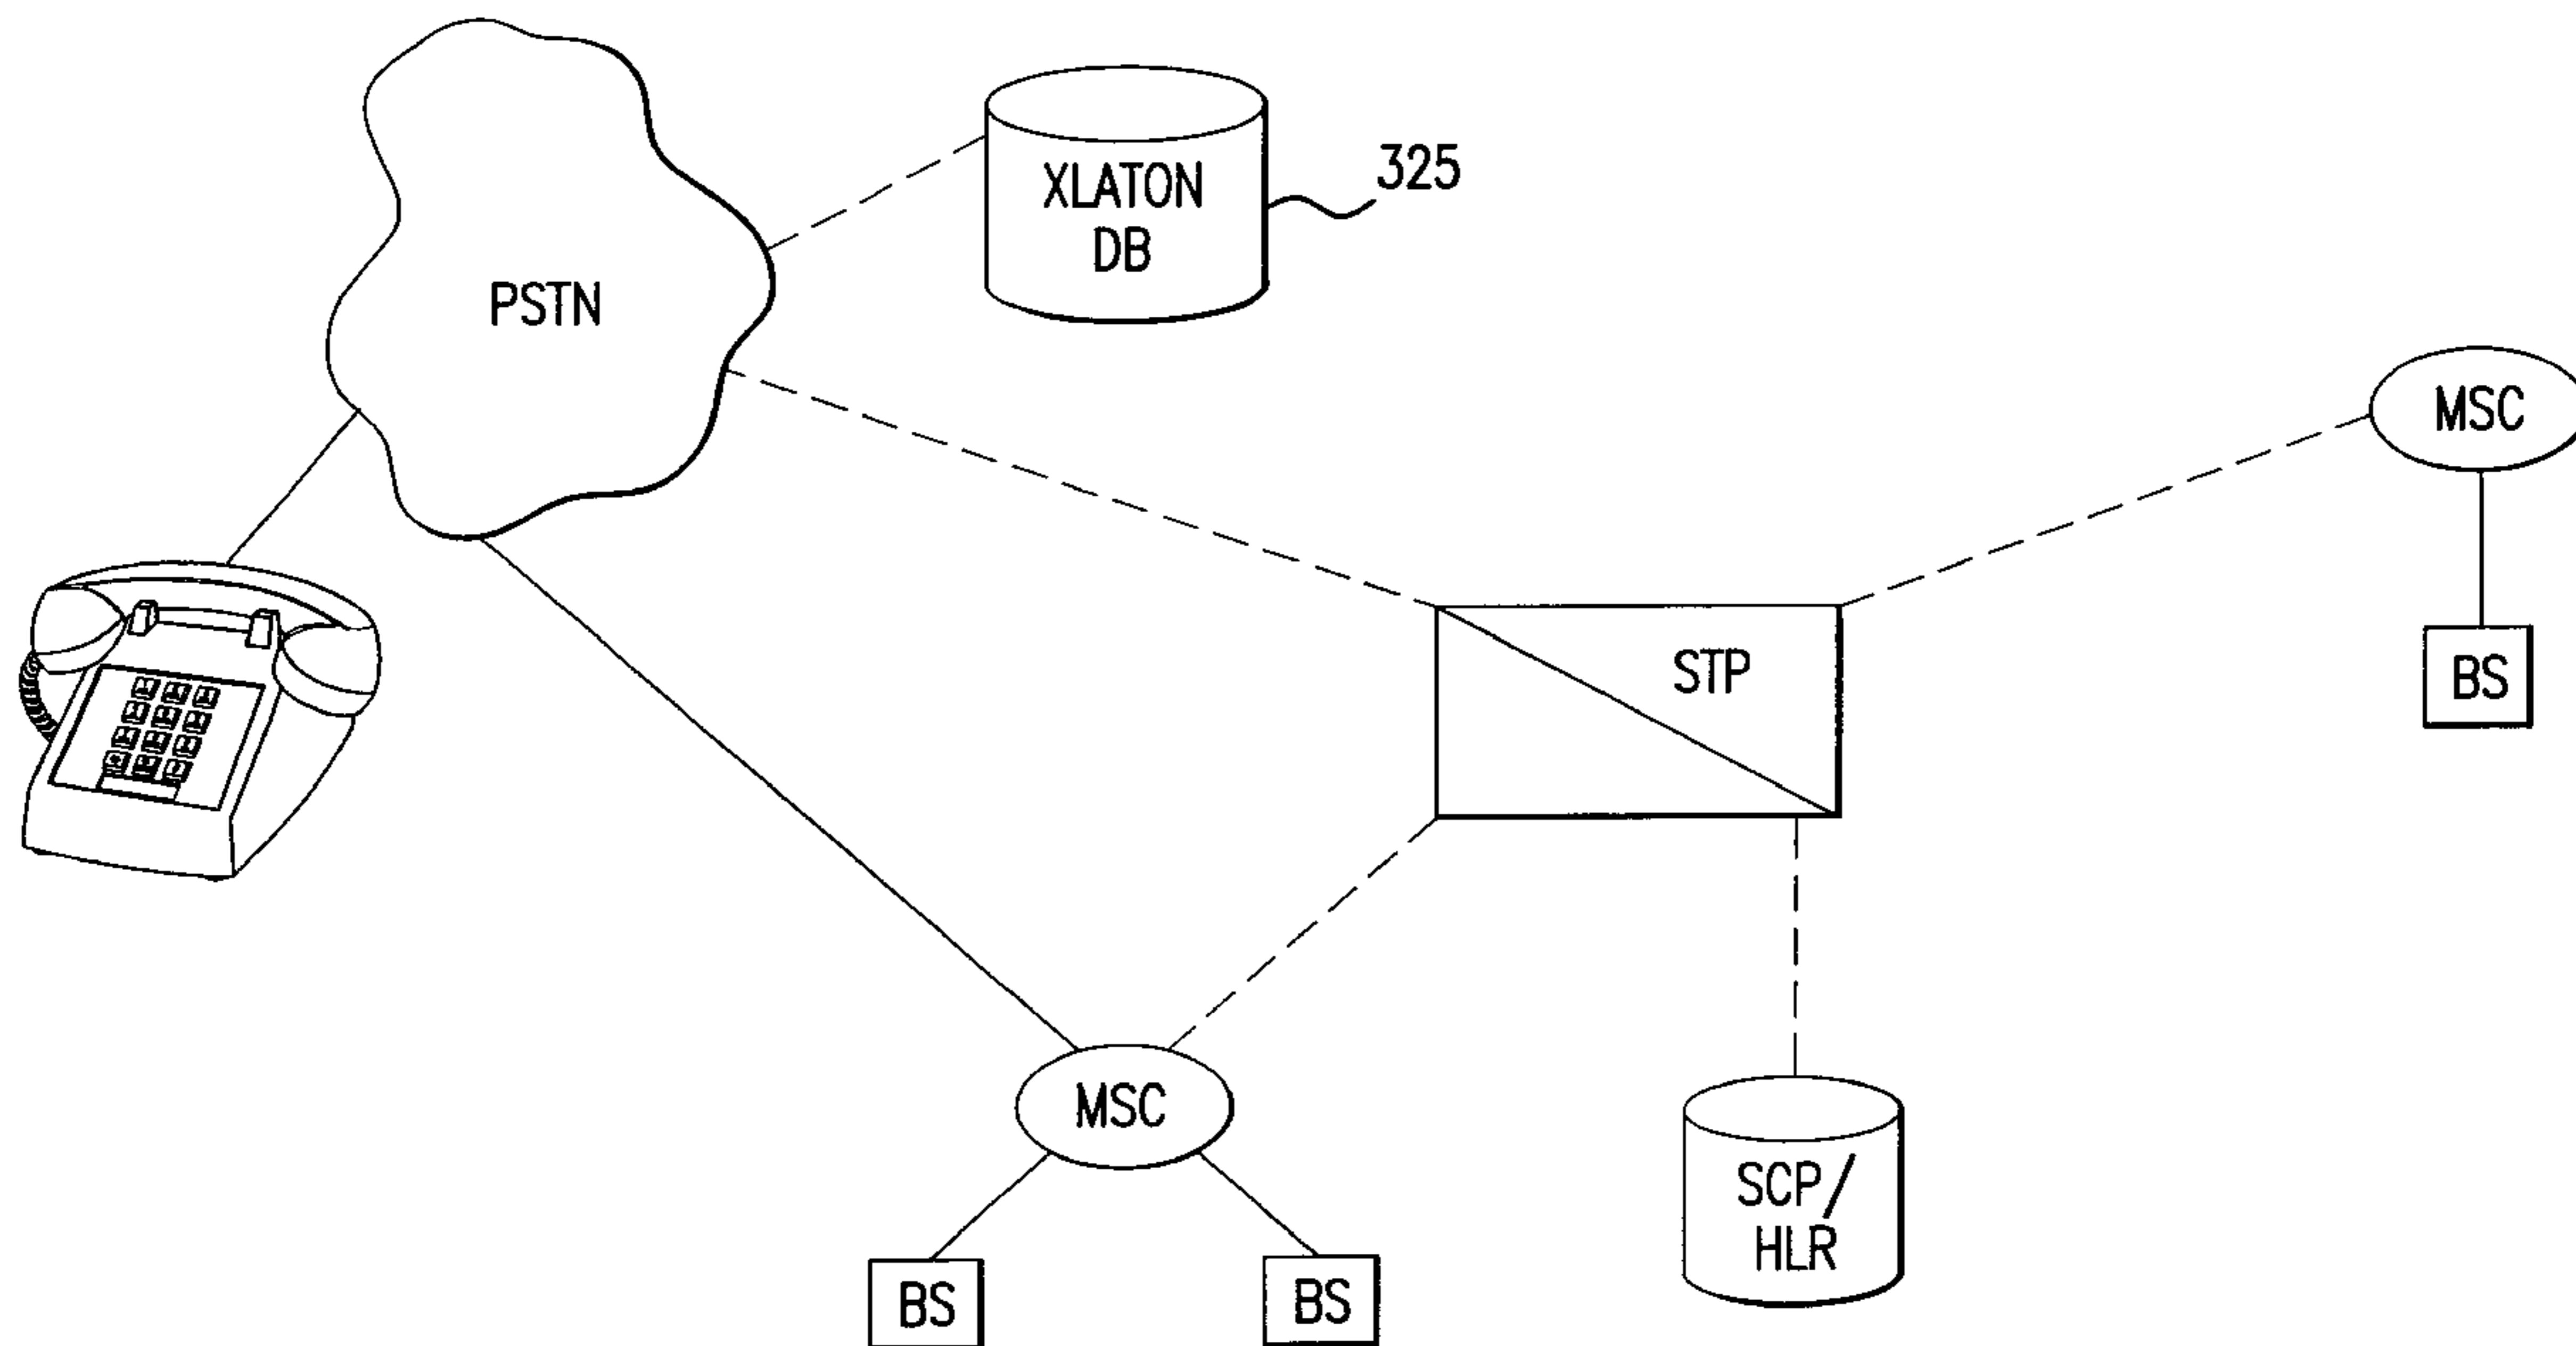 XLATON
DB
325
PSTN
MSC
STP
BS
MSC
SCP/
HLR
BS
BS